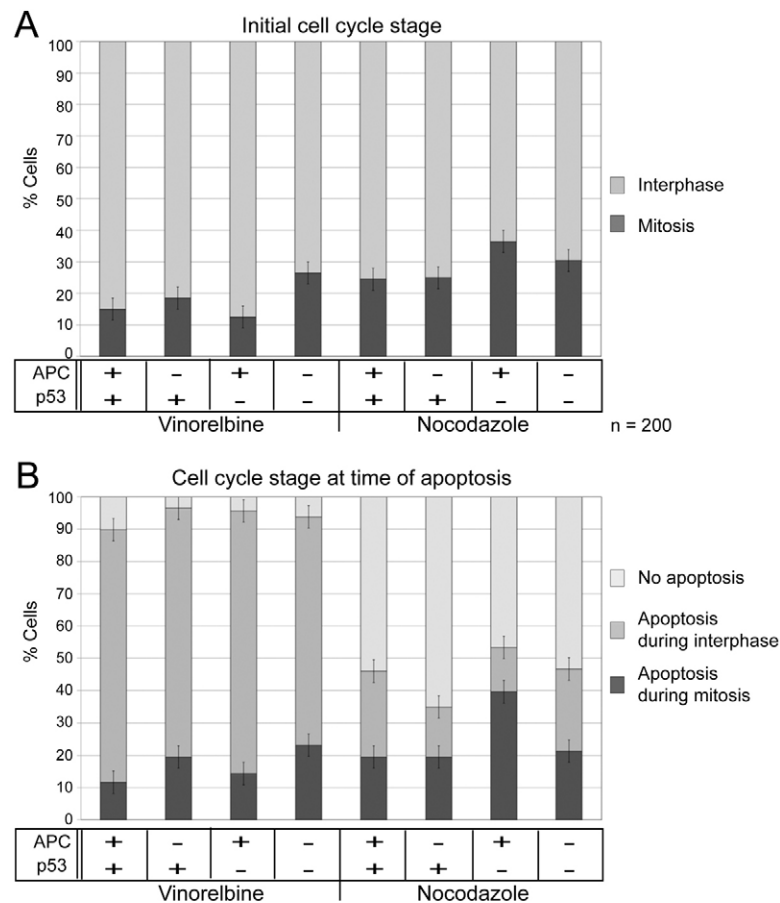 A
Initial cell cycle stage
% Cells
100
90
80
70
60
50
40
30
20
10
0
Interphase
Mitosis
APC + – + – + – + –
p53 + + – – + + – –
Vinorelbine Nocodazole n = 200
B
Cell cycle stage at time of apoptosis
% Cells
100
90
80
70
60
50
40
30
20
10
0
No apoptosis
Apoptosis
during interphase
Apoptosis
during mitosis
APC + – + – + – + –
p53 + + – – + + – –
Vinorelbine Nocodazole